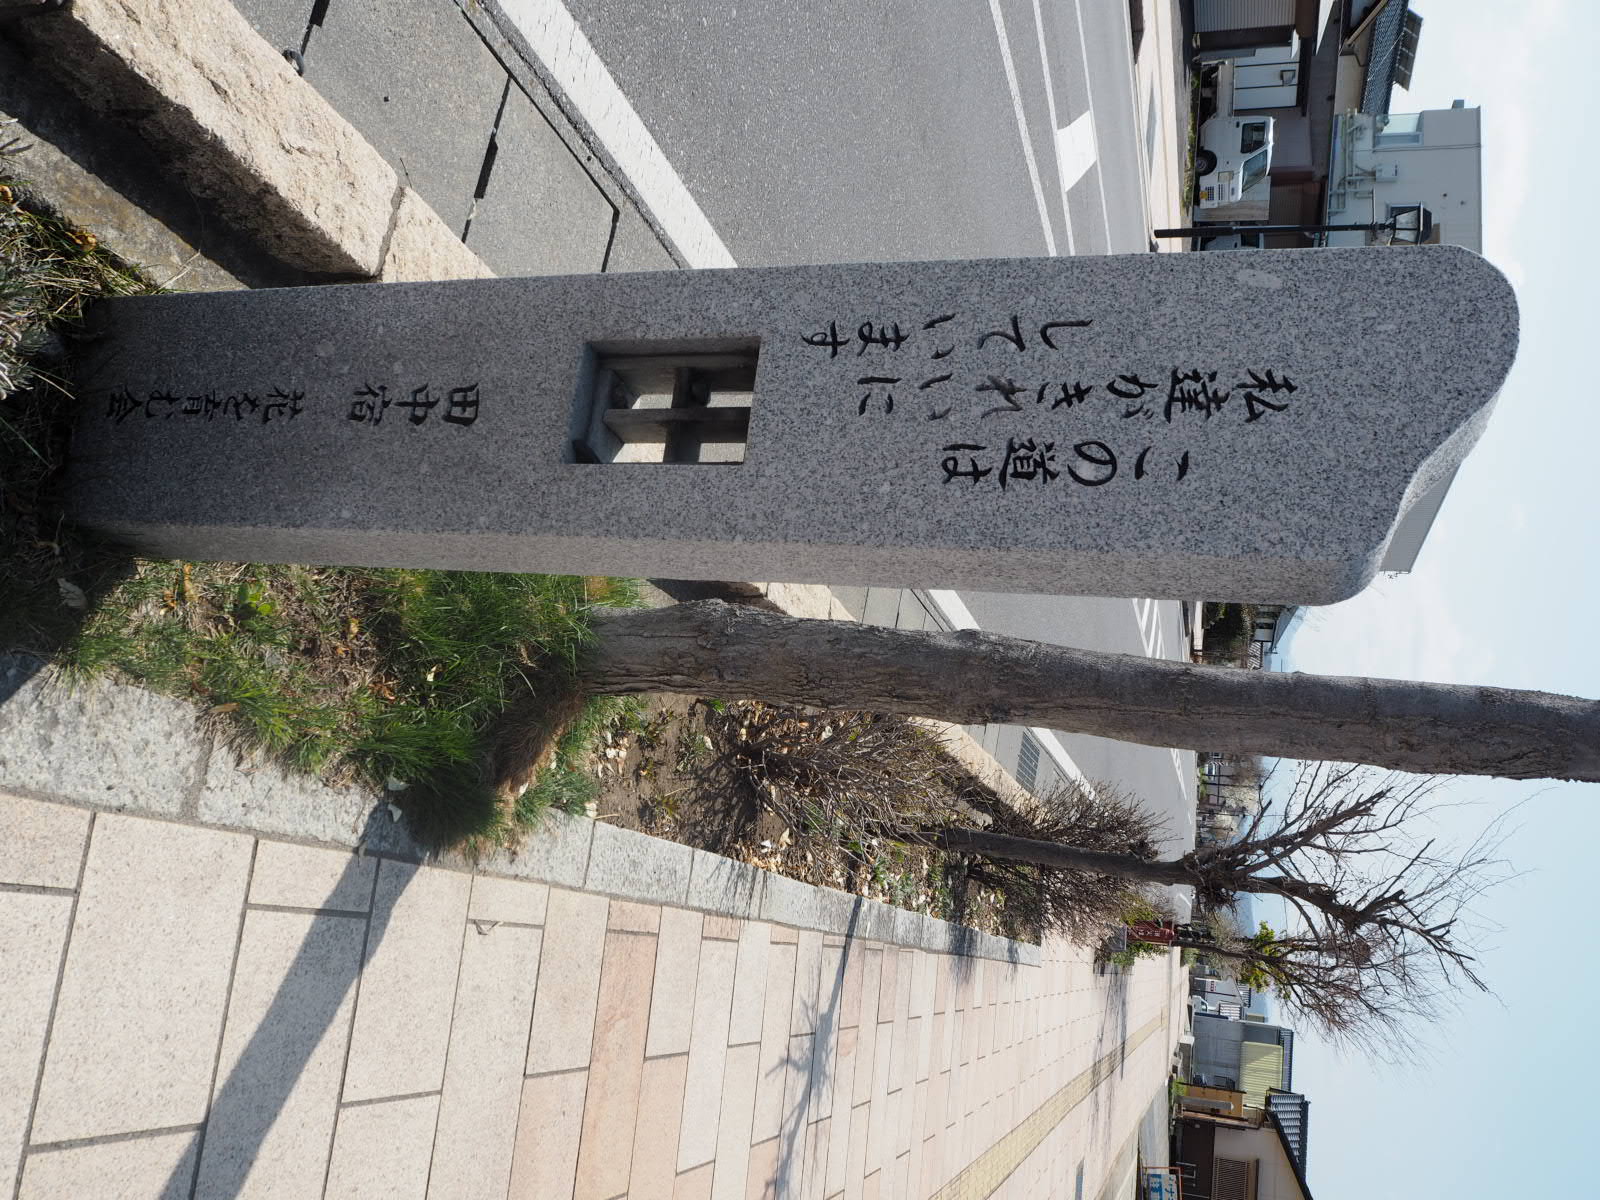 この道は
私達がきれいに
しています
田中宿
花を育む会